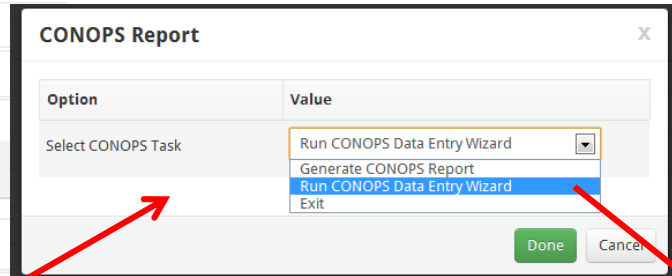 CONOPS Report
X
Option Value
Select CONOPS Task Run CONOPS Data Entry Wizard
Generate CONOPS Report
Run CONOPS Data Entry Wizard
Exit
Done Cancel